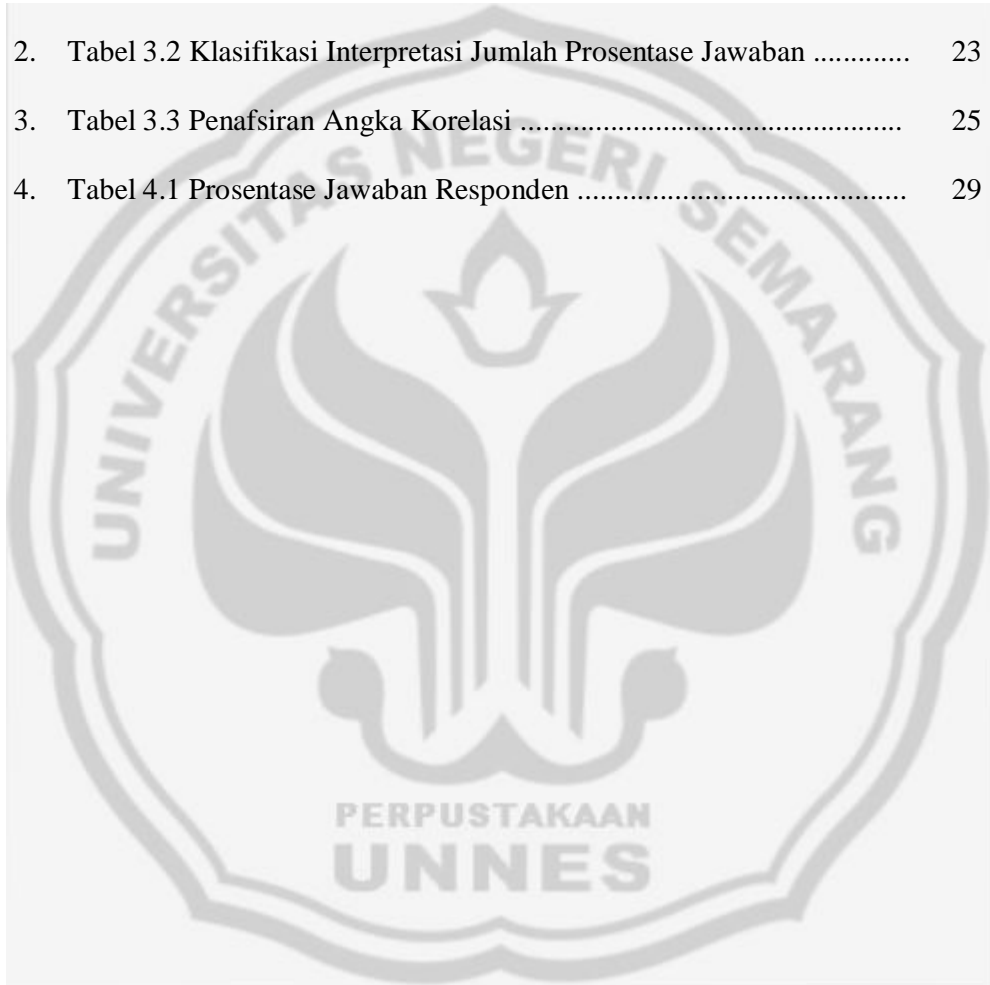 2. Tabel 3.2 Klasifikasi Interpretasi Jumlah Prosentase Jawaban ............. 23
3. Tabel 3.3 Penafsiran Angka Korelasi ................................................ 25
4. Tabel 4.1 Prosentase Jawaban Responden ........................................... 29
UNIVERSITAS NEGERI SEMARANG
PERPUSTAKAAN
UNNES